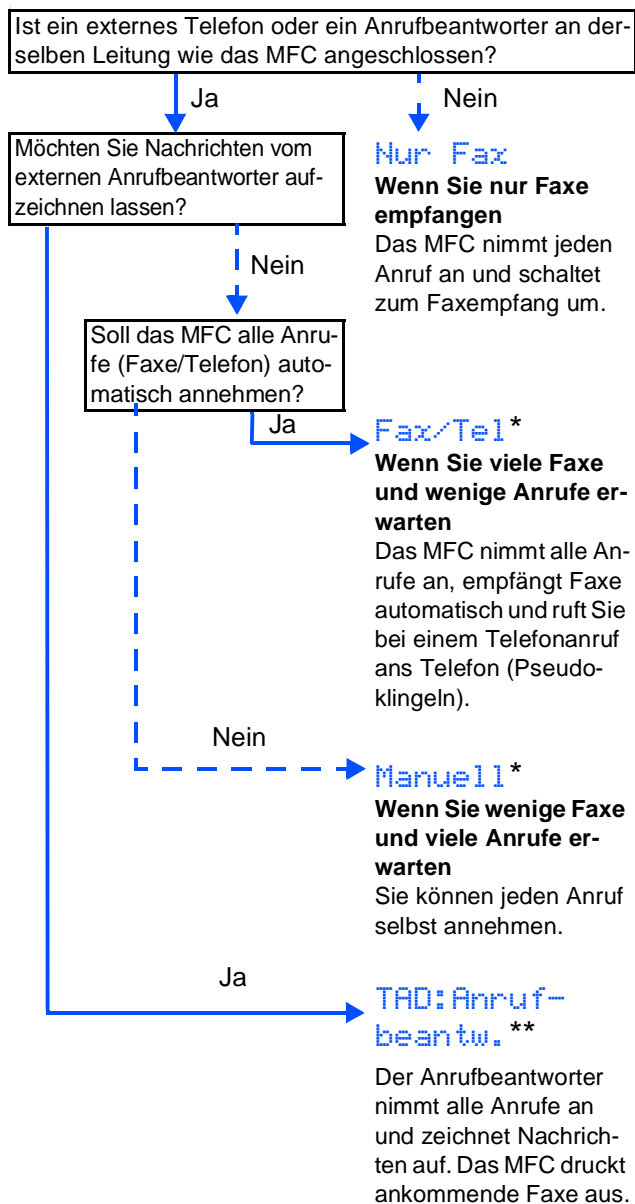 Ist ein externes Telefon oder ein Anrufbeantworter an der-
selben Leitung wie das MFC angeschlossen?
Ja
Nein
Möchten Sie Nachrichten vom
externen Anrufbeantworter auf-
zeichnen lassen?
Nur Fax
Wenn Sie nur Faxe
empfangen
Das MFC nimmt jeden
Anruf an und schaltet
zum Faxempfang um.
Nein
Soll das MFC alle Anru-
fe (Faxe/Telefon) auto-
matisch annehmen?
Ja
Fax/Tel*
Wenn Sie viele Faxe
und wenige Anrufe er-
warten
Das MFC nimmt alle An-
rufe an, empfängt Faxe
automatisch und ruft Sie
bei einem Telefonanruf
ans Telefon (Pseudo-
klingeln).
Nein
Manuell*
Wenn Sie wenige Faxe
und viele Anrufe er-
warten
Sie können jeden Anruf
selbst annehmen.
Ja
TAD:Anruf-
beantw.**
Der Anrufbeantworter
nimmt alle Anrufe an
und zeichnet Nachrich-
ten auf. Das MFC druckt
ankommende Faxe aus.